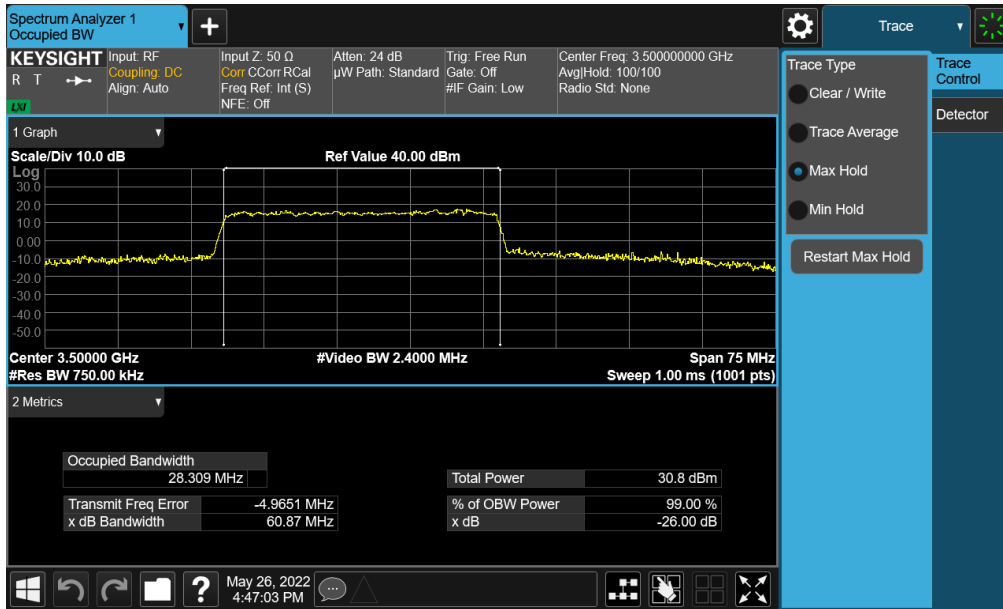 Spectrum Analyzer 1
Occupied BW
+
Trace
KEYSIGHT
R T
LXI
Input: RF
Coupling: DC
Align: Auto
Input Z: 50 Ω
Corr CCorr RCal
Freq Ref: Int (S)
NFE: Off
Atten: 24 dB
µW Path: Standard
Trig: Free Run
Gate: Off
#IF Gain: Low
Center Freq: 3.500000000 GHz
Avg|Hold: 100/100
Radio Std: None
Trace Type
Clear / Write
Trace Average
Max Hold
Min Hold
Restart Max Hold
Trace
Control
Detector
1 Graph
Scale/Div 10.0 dB
Ref Value 40.00 dBm
Log
30.0
20.0
10.0
0.00
-10.0
-20.0
-30.0
-40.0
-50.0
Center 3.50000 GHz
#Video BW 2.4000 MHz
Span 75 MHz
#Res BW 750.00 kHz
Sweep 1.00 ms (1001 pts)
2 Metrics
Occupied Bandwidth
28.309 MHz
Total Power 30.8 dBm
Transmit Freq Error -4.9651 MHz
% of OBW Power 99.00 %
x dB Bandwidth 60.87 MHz
x dB -26.00 dB
?
May 26, 2022
4:47:03 PM